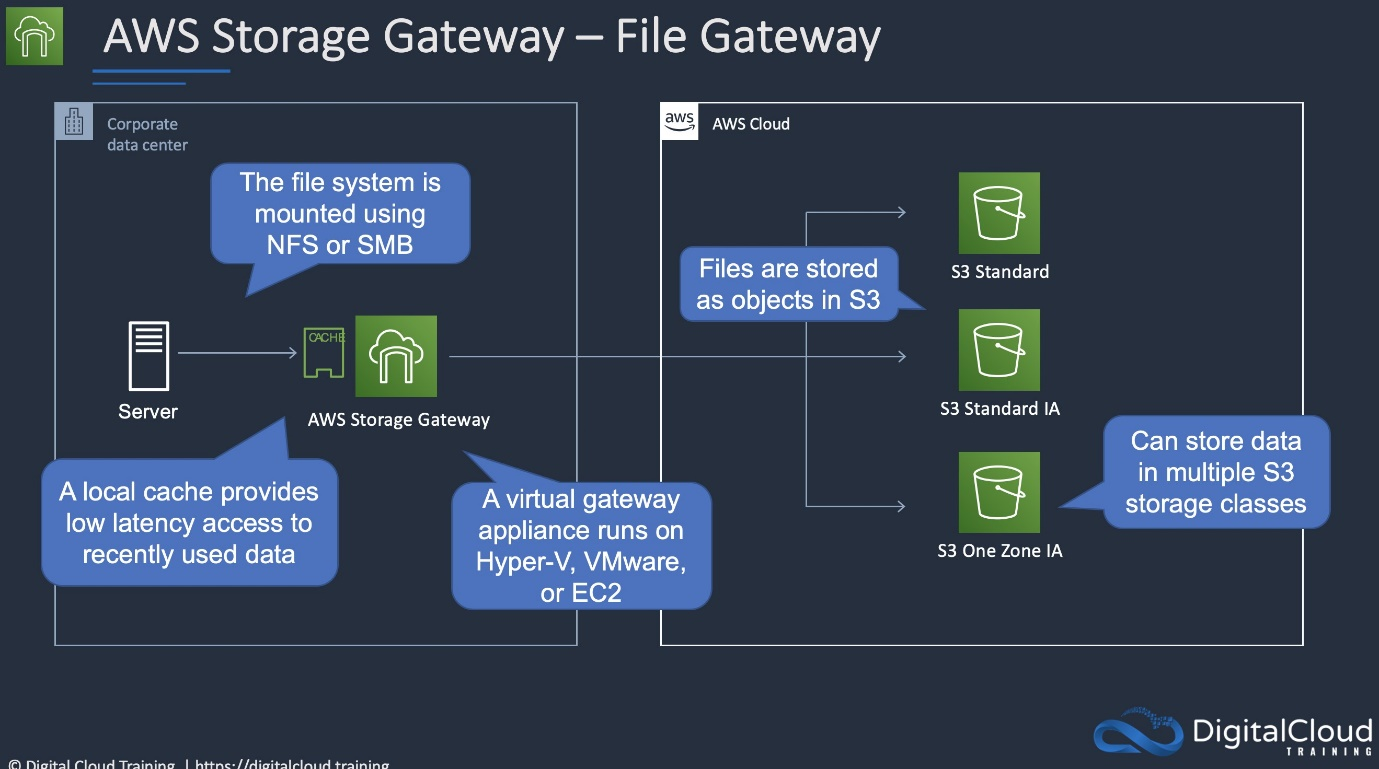 AWS Storage Gateway – File Gateway
Corporate
data center
aws
AWS Cloud
The file system is
mounted using
NFS or SMB
Files are stored
as objects in S3
S3 Standard
CACHE
Server
AWS Storage Gateway
S3 Standard IA
A local cache provides
low latency access to
recently used data
A virtual gateway
appliance runs on
Hyper-V, VMware,
or EC2
Can store data
in multiple S3
storage classes
S3 One Zone IA
DigitalCloud
TRAINING
© Digital Cloud Training | https://digitalcloud.training